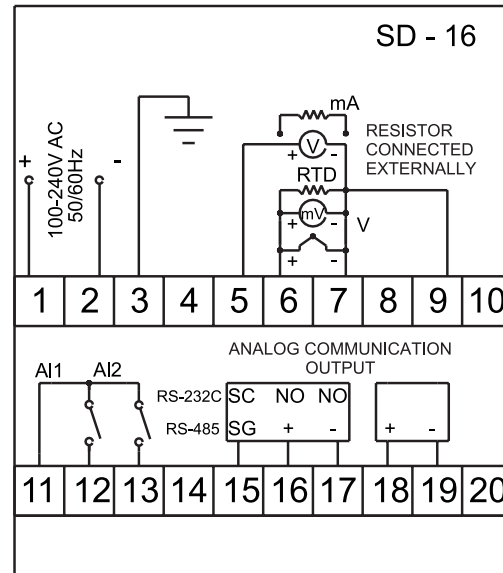 SD - 16
mA
+ V -
RESISTOR
CONNECTED
EXTERNALLY
RTD
+ -
100-240V AC
50/60Hz
mV
+ - V
+ -
1 2 3 4 5 6 7 8 9 10
ANALOG COMMUNICATION
OUTPUT
AI1 AI2
RS-232C SC NO NO
RS-485 SG + -
+ -
11 12 13 14 15 16 17 18 19 20